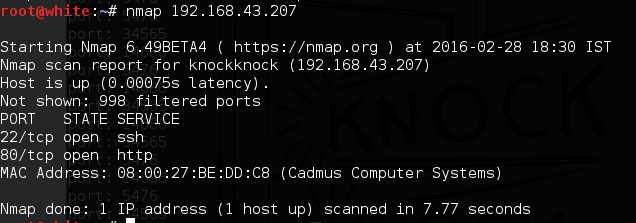 root@white:~# nmap 192.168.43.207
Starting Nmap 6.49BETA4 ( https://nmap.org ) at 2016-02-28 18:30 IST
Nmap scan report for knockknock (192.168.43.207)
Host is up (0.00075s latency).
Not shown: 998 filtered ports
PORT   STATE SERVICE
22/tcp open  ssh
80/tcp open  http
MAC Address: 08:00:27:BE:DD:C8 (Cadmus Computer Systems)
Nmap done: 1 IP address (1 host up) scanned in 7.77 seconds
KNOCK